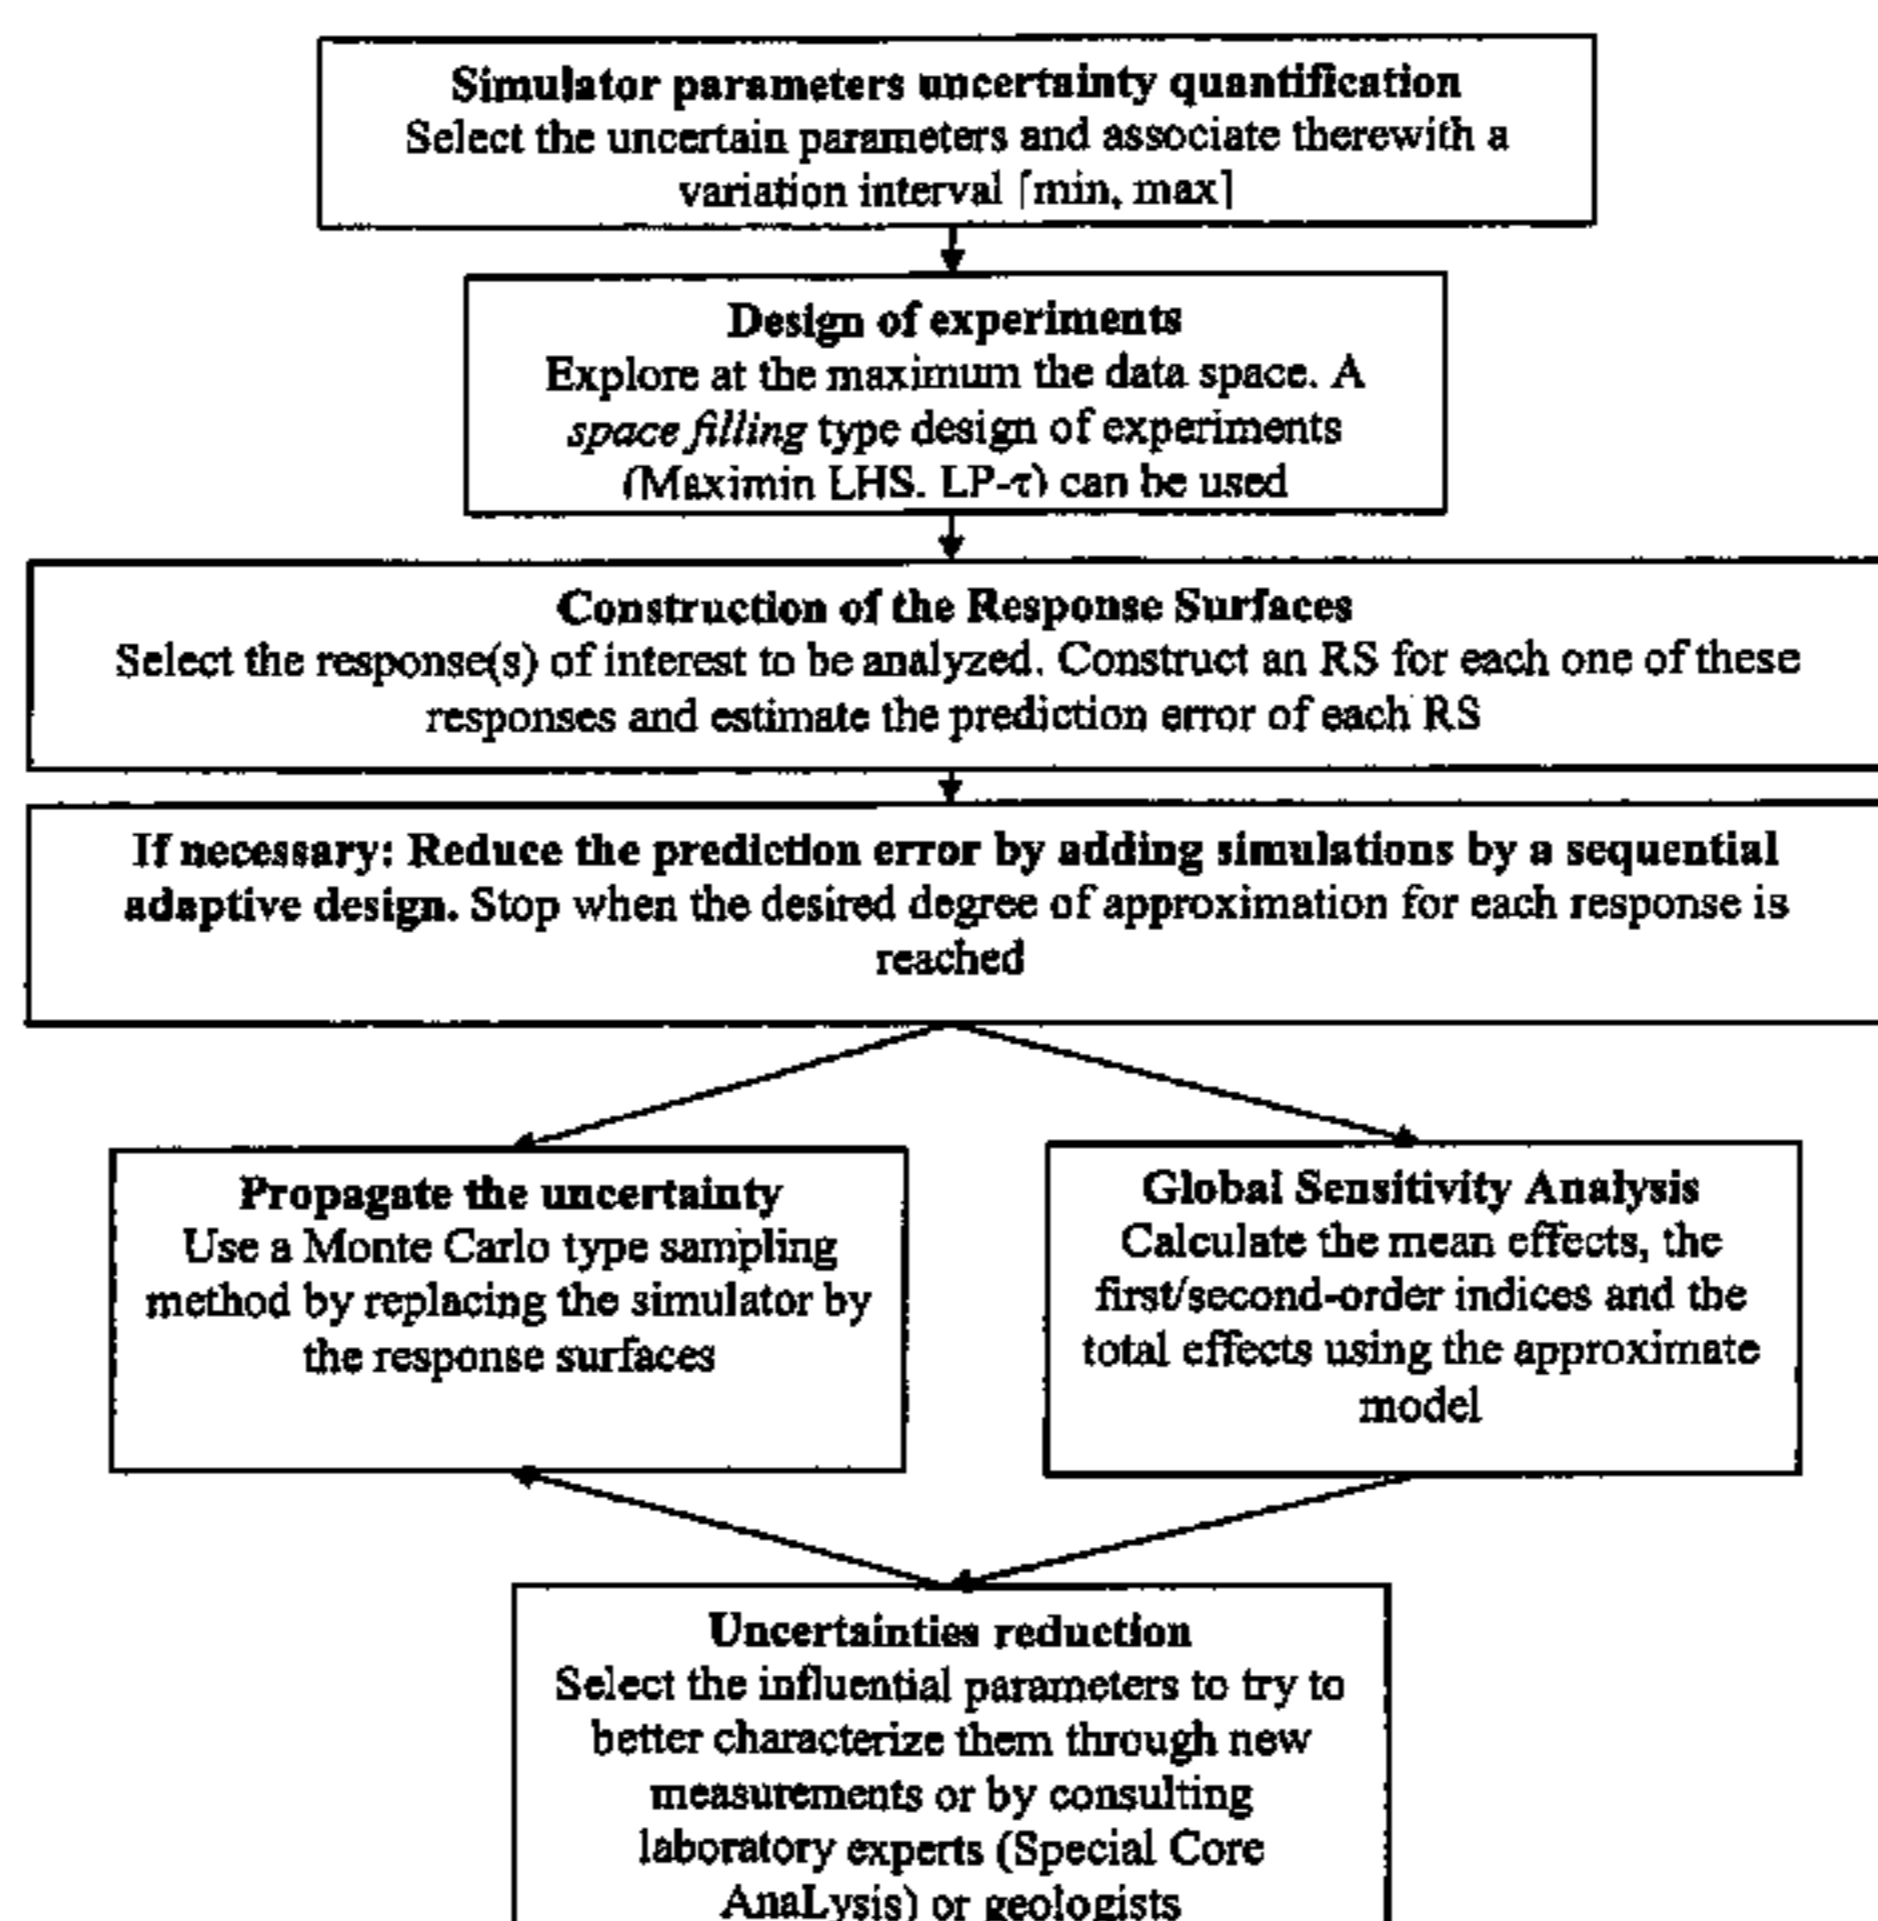 Simulator parameters uncertainty quantification
Select the uncertain parameters and associate therewith a
variation interval [min, max]
Design of experiments
Explore at the maximum the data space. A
space filling type design of experiments
(Maximin LHS. LP-τ) can be used
Construction of the Response Surfaces
Select the response(s) of interest to be analyzed. Construct an RS for each one of these
responses and estimate the prediction error of each RS
If necessary: Reduce the prediction error by adding simulations by a sequential
adaptive design. Stop when the desired degree of approximation for each response is
reached
Propagate the uncertainty
Use a Monte Carlo type sampling
method by replacing the simulator by
the response surfaces
Global Sensitivity Analysis
Calculate the mean effects, the
first/second-order indices and the
total effects using the approximate
model
Uncertainties reduction
Select the influential parameters to try to
better characterize them through new
measurements or by consulting
laboratory experts (Special Core
AnaLysis) or geologists